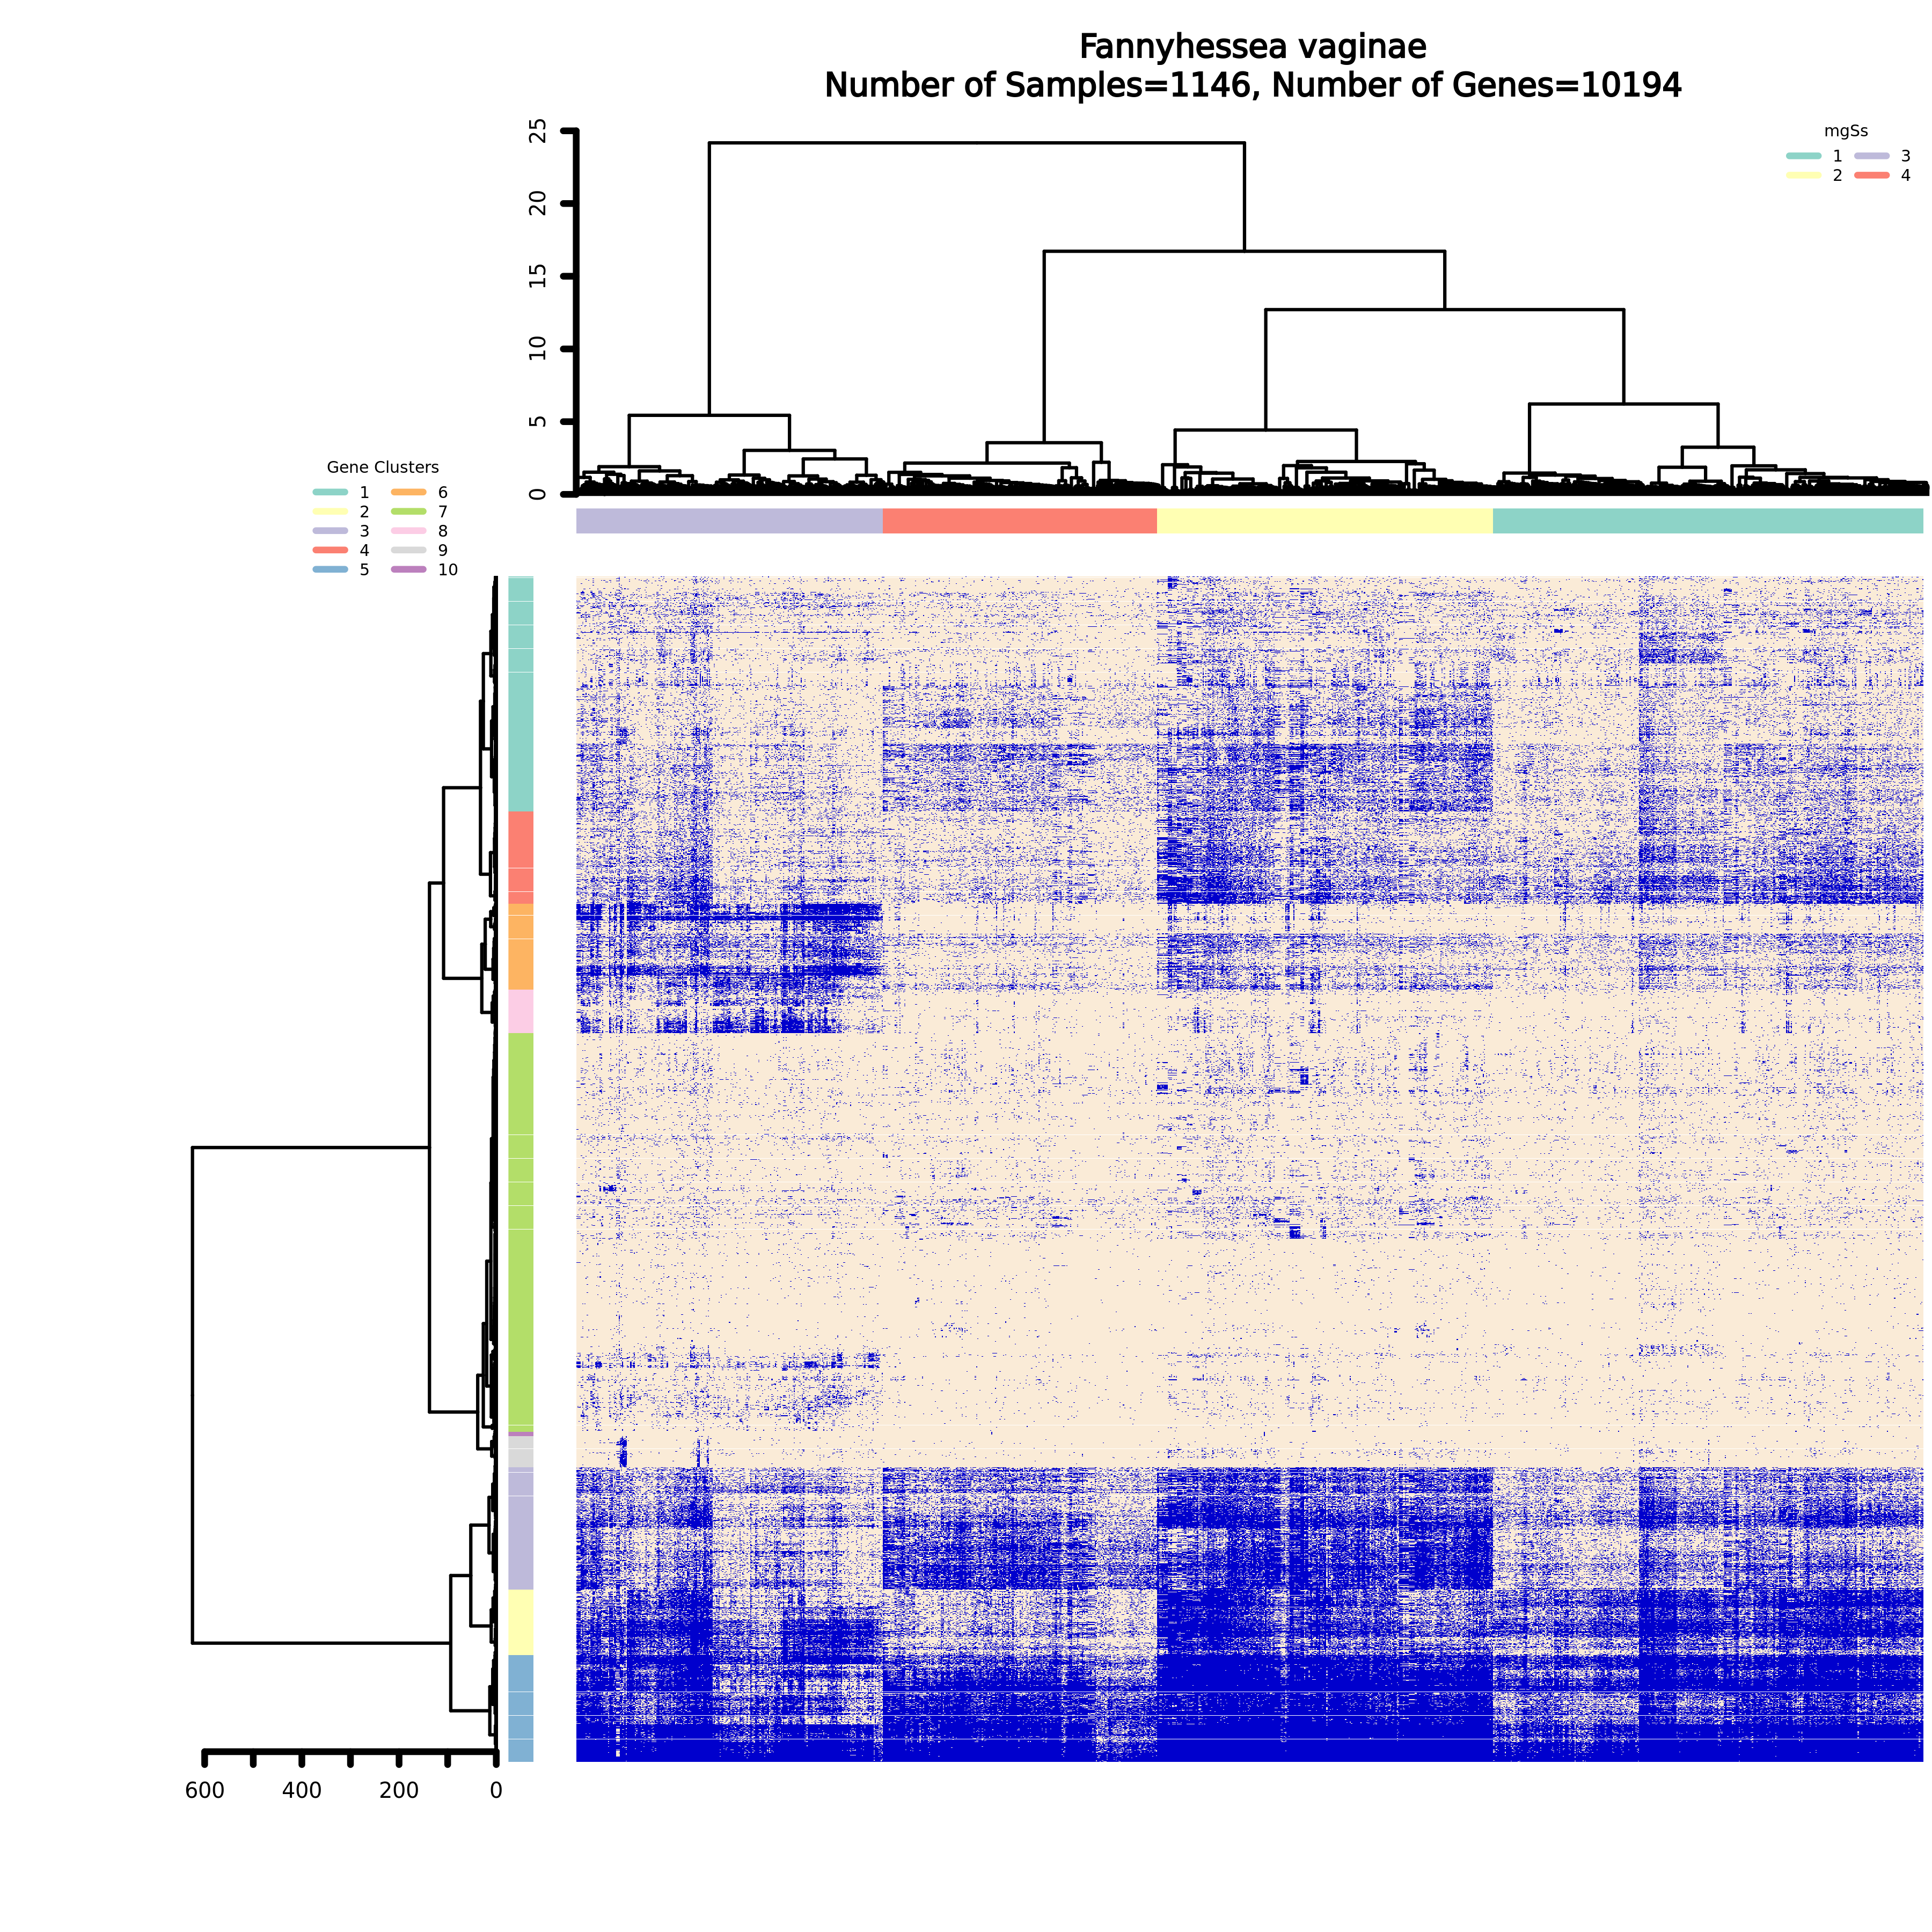 Fannyhessea vaginae
Number of Samples=1146, Number of Genes=10194
25
20
15
10
5
0
mgSs
1 3
2 4
Gene Clusters
1 6
2 7
3 8
4 9
5 10
600 400 200 0